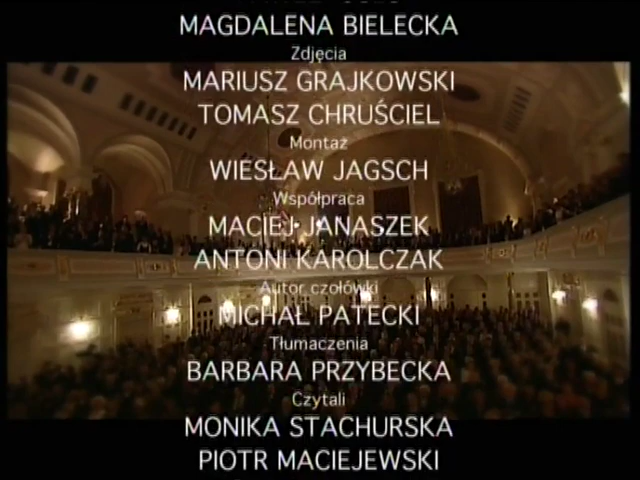 MAGDALENA BIELECKA
Zdjęcia
MARIUSZ GRAJKOWSKI
TOMASZ CHRUŚCIEL
Montaż
WIESŁAW JAGSCH
Współpraca
MACIEJ JANASZEK
ANTONI KAROLCZAK
Autor czołówki
MICHAŁ PATECKI
Tłumaczenia
BARBARA PRZYBECKA
Czytali
MONIKA STACHURSKA
PIOTR MACIEJEWSKI